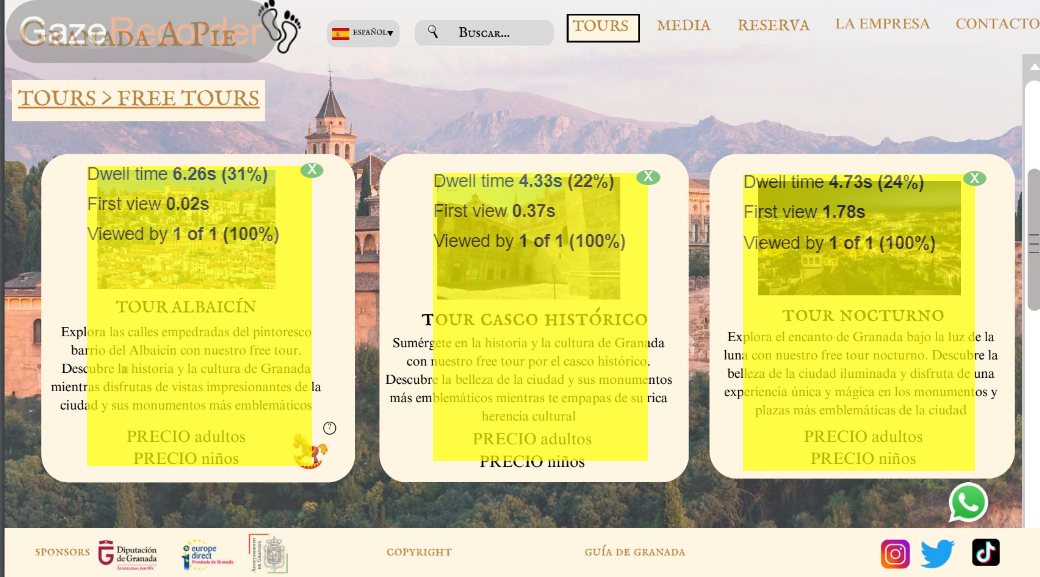 GazeRecorder
GRANADA A PIE
ESPAÑOL▼
BUSCAR...
TOURS
MEDIA
RESERVA
LA EMPRESA
CONTACTO
TOURS > FREE TOURS
Dwell time 6.26s (31%)
X
First view 0.02s
Viewed by 1 of 1 (100%)
TOUR ALBAICÍN
Explora las calles empedradas del pintoresco
barrio del Albaicín con nuestro free tour.
Descubre la historia y la cultura de Granada
mientras disfrutas de vistas impresionantes de la
ciudad y sus monumentos más emblemáticos
?
PRECIO adultos
PRECIO niños
Dwell time 4.33s (22%)
X
First view 0.37s
Viewed by 1 of 1 (100%)
TOUR CASCO HISTÓRICO
Sumérgete en la historia y la cultura de Granada
con nuestro free tour por el casco histórico.
Descubre la belleza de la ciudad y sus monumentos
más emblemáticos mientras te empapas de su rica
herencia cultural
PRECIO adultos
PRECIO niños
Dwell time 4.73s (24%)
X
First view 1.78s
Viewed by 1 of 1 (100%)
TOUR NOCTURNO
Explora el encanto de Granada bajo la luz de la
luna con nuestro free tour nocturno. Descubre la
belleza de la ciudad iluminada y disfruta de una
experiencia única y mágica en los monumentos y
plazas más emblemáticas de la ciudad
PRECIO adultos
PRECIO niños
SPONSORS
Diputación
de Granada
europe
direct
Provincia de Granada
AYUNTAMIENTO
DE GRANADA
COPYRIGHT
GUÍA DE GRANADA